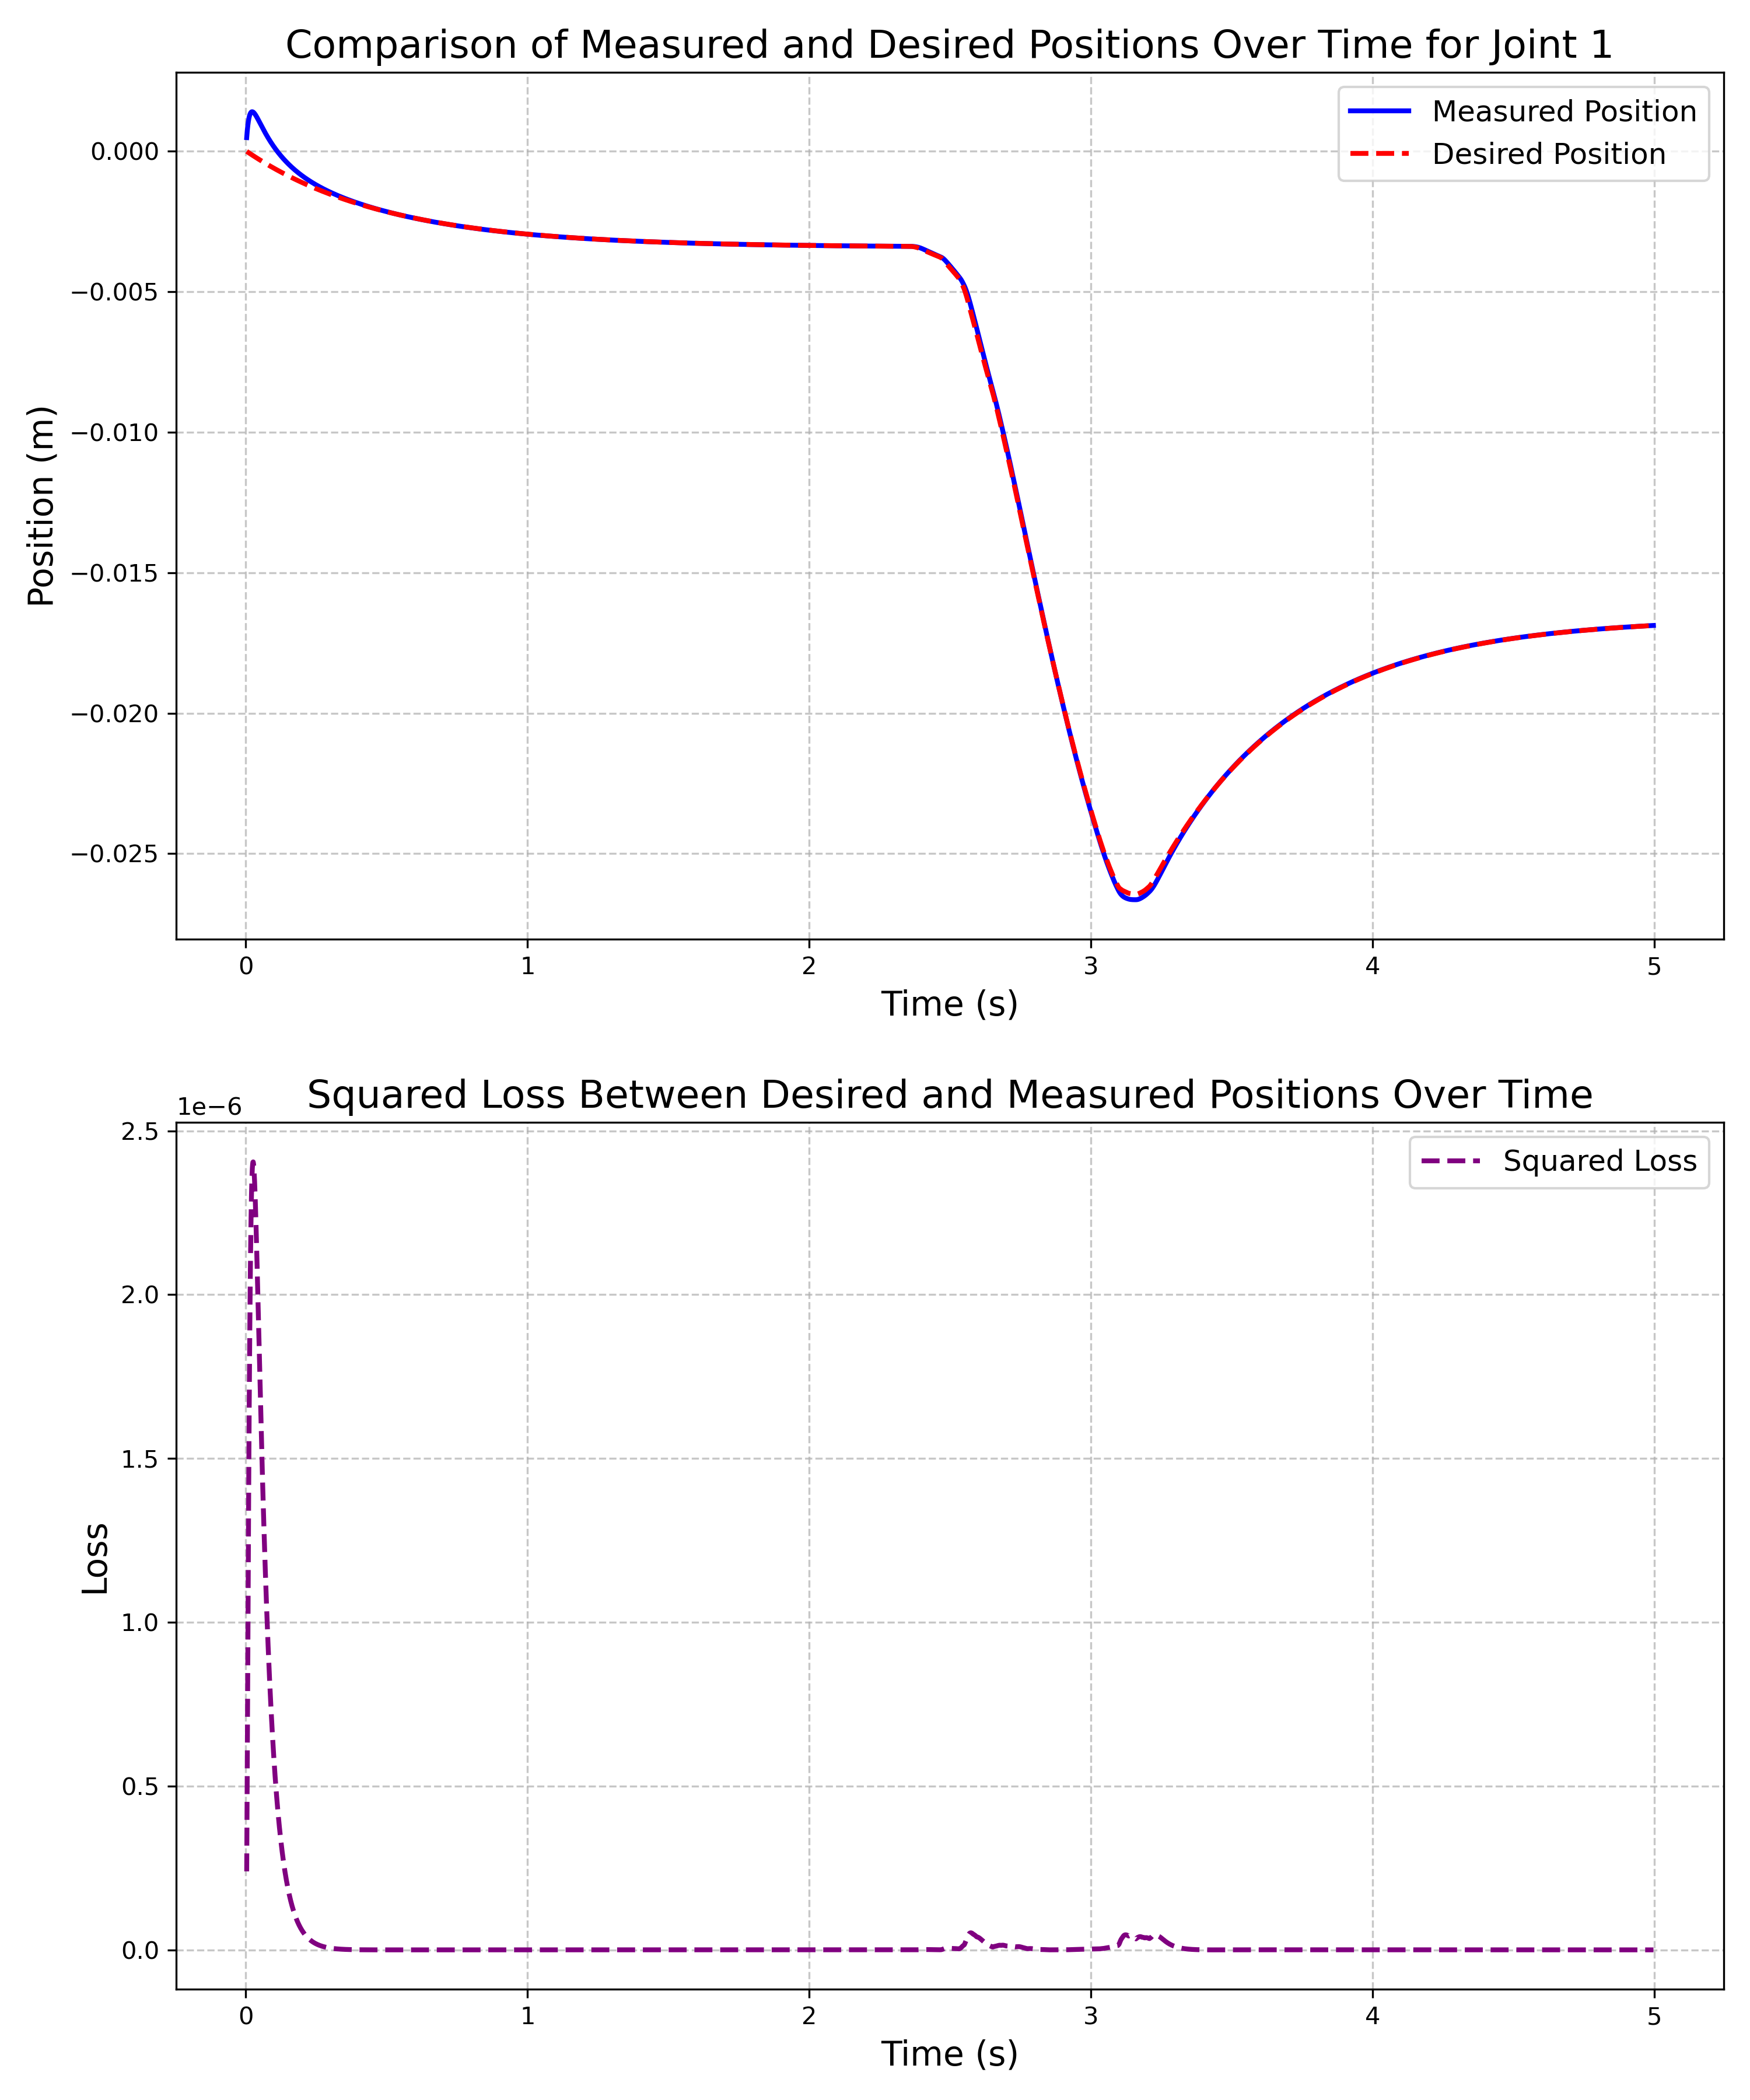 Comparison of Measured and Desired Positions Over Time for Joint 1
Measured Position
Desired Position
0.000
−0.005
−0.010
−0.015
−0.020
−0.025
Position (m)
0
1
2
3
4
5
Time (s)
Squared Loss Between Desired and Measured Positions Over Time
1e−6
Squared Loss
2.5
2.0
1.5
1.0
0.5
0.0
Loss
0
1
2
3
4
5
Time (s)